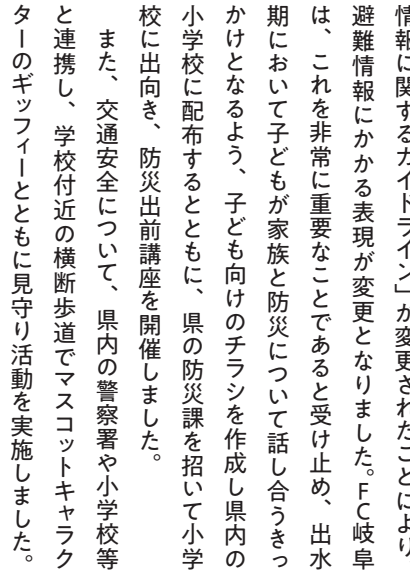 情報に関するガイドライン」が変更されたことにより
避難情報にかかる表現が変更となりました。FC岐阜
は、これを非常に重要なことであると受け止め、出水
期において子どもが家族と防災について話し合うきっ
かけとなるよう、子ども向けのチラシを作成し県内の
小学校に配布するとともに、県の防災課を招いて小学
校に出向き、防災出前講座を開催しました。
また、交通安全について、県内の警察署や小学校等
と連携し、学校付近の横断歩道でマスコットキャラク
ターのギッフィーとともに見守り活動を実施しました。